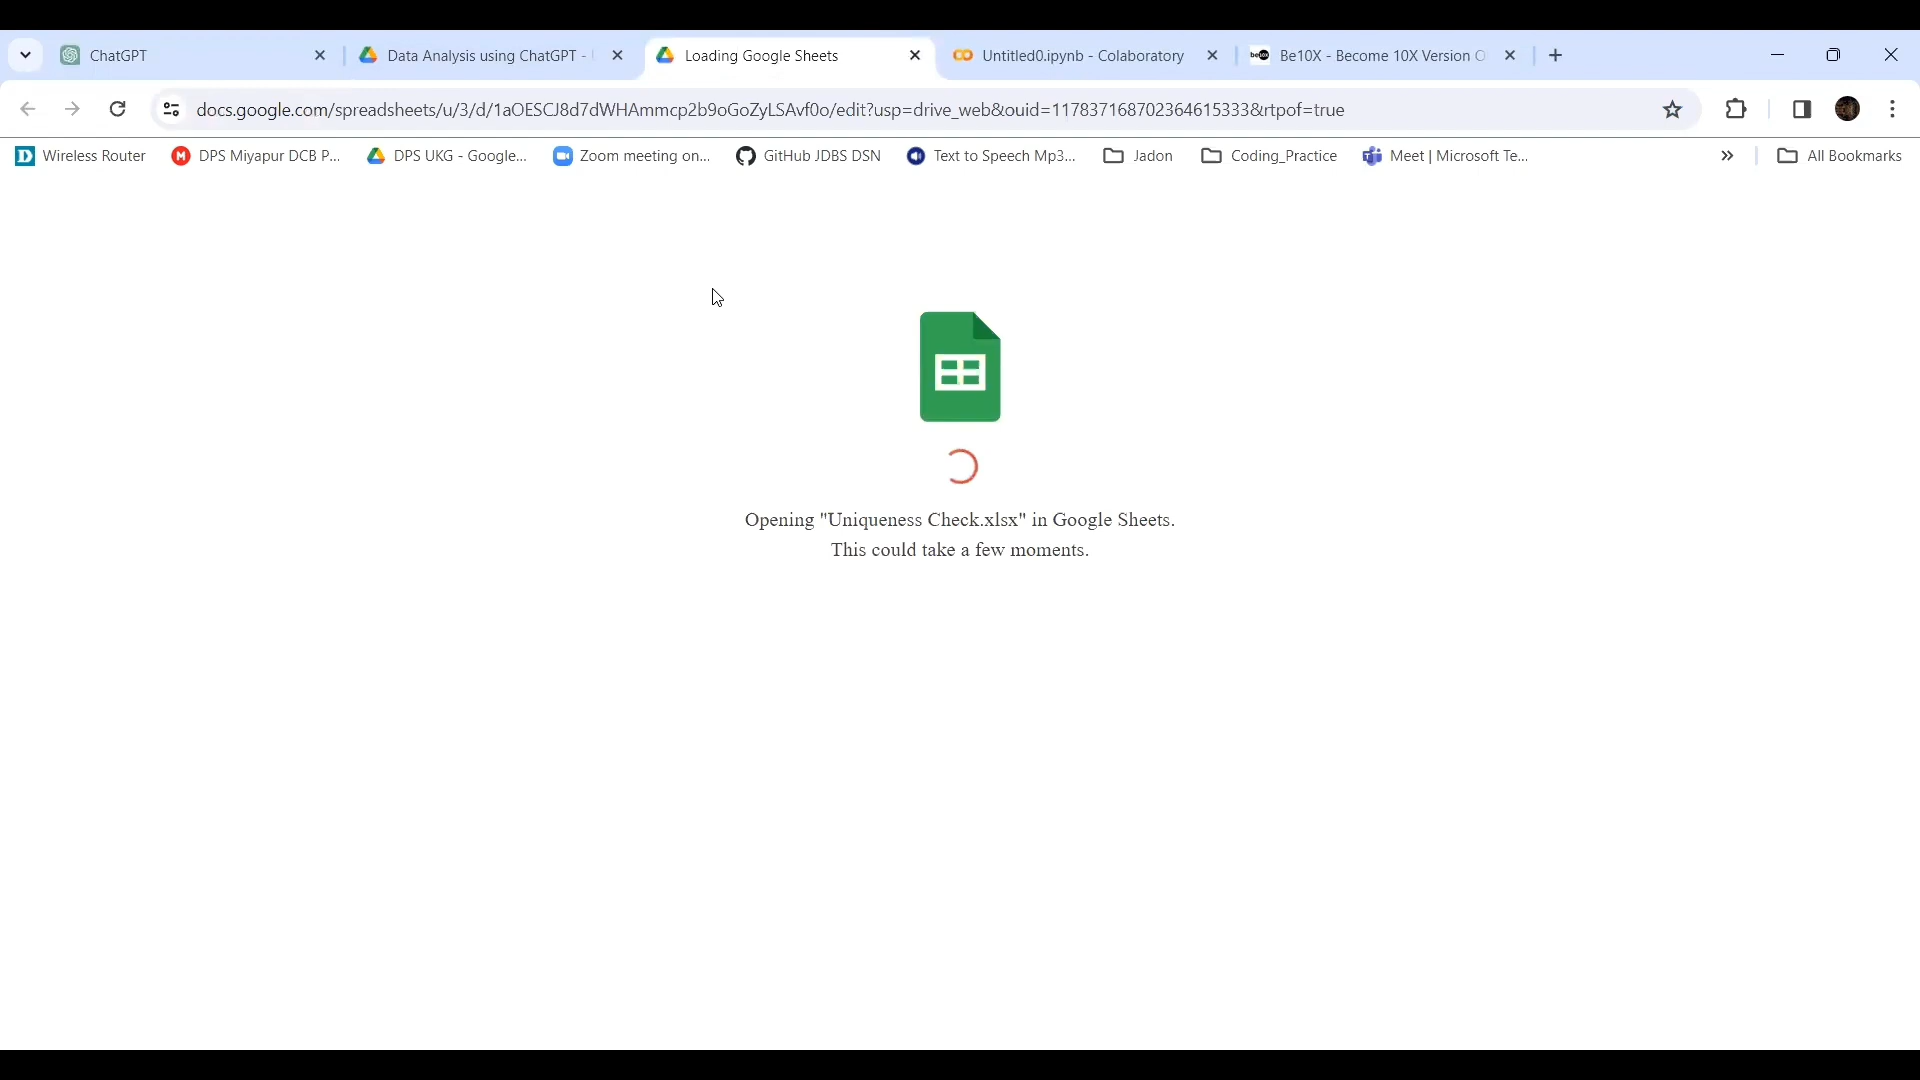 ChatGPT
Data Analysis using ChatGPT -
Loading Google Sheets
Untitled0.ipynb - Colaboratory
be10X
Be10X - Become 10X Version O
docs.google.com/spreadsheets/u/3/d/1aOESCJ8d7dWHAmmcp2b9oGoZyLSAvf0o/edit?usp=drive_web&ouid=117837168702364615333&rtpof=true
Wireless Router
DPS Miyapur DCB P...
DPS UKG - Google...
Zoom meeting on...
GitHub JDBS DSN
Text to Speech Mp3...
Jadon
Coding_Practice
Meet | Microsoft Te...
All Bookmarks
Opening "Uniqueness Check.xlsx" in Google Sheets.
This could take a few moments.